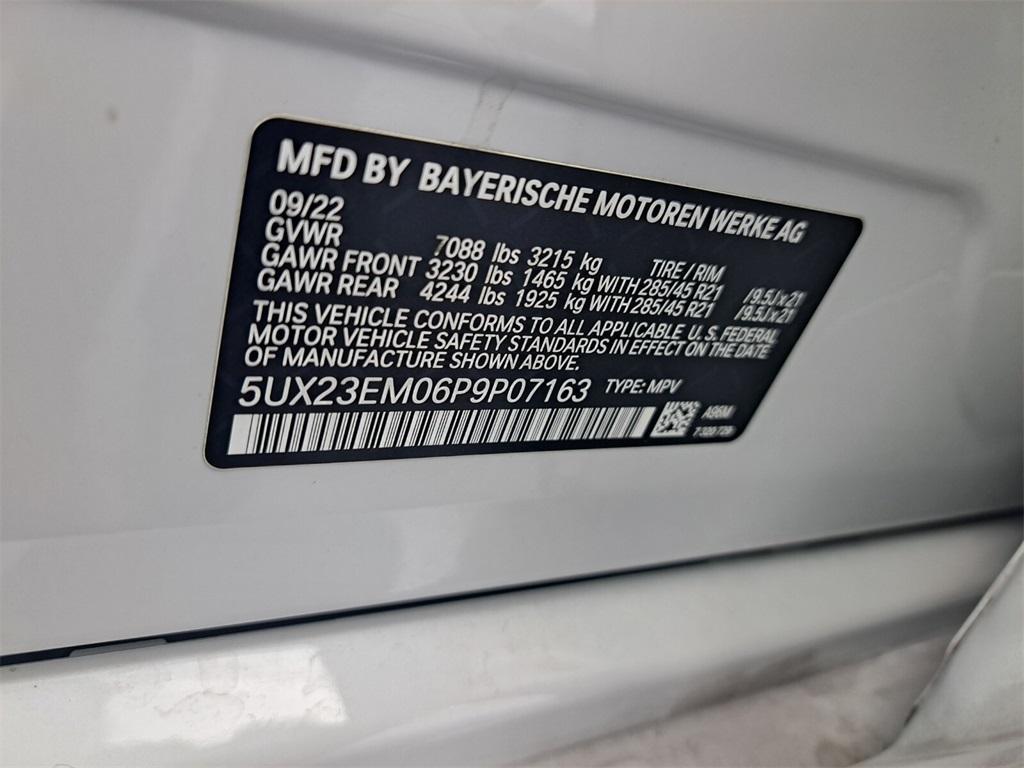 MFD BY BAYERISCHE MOTOREN WERKE AG
09/22
GVWR 7088 lbs 3215 kg TIRE / RIM
GAWR FRONT 3230 lbs 1465 kg WITH 285/45 R21 /9.5Jx21
GAWR REAR 4244 lbs 1925 kg WITH 285/45 R21 /9.5Jx21
THIS VEHICLE CONFORMS TO ALL APPLICABLE U.S. FEDERAL
MOTOR VEHICLE SAFETY STANDARDS IN EFFECT ON THE DATE
OF MANUFACTURE SHOWN ABOVE.
5UX23EM06P9P07163 TYPE: MPV
A96M